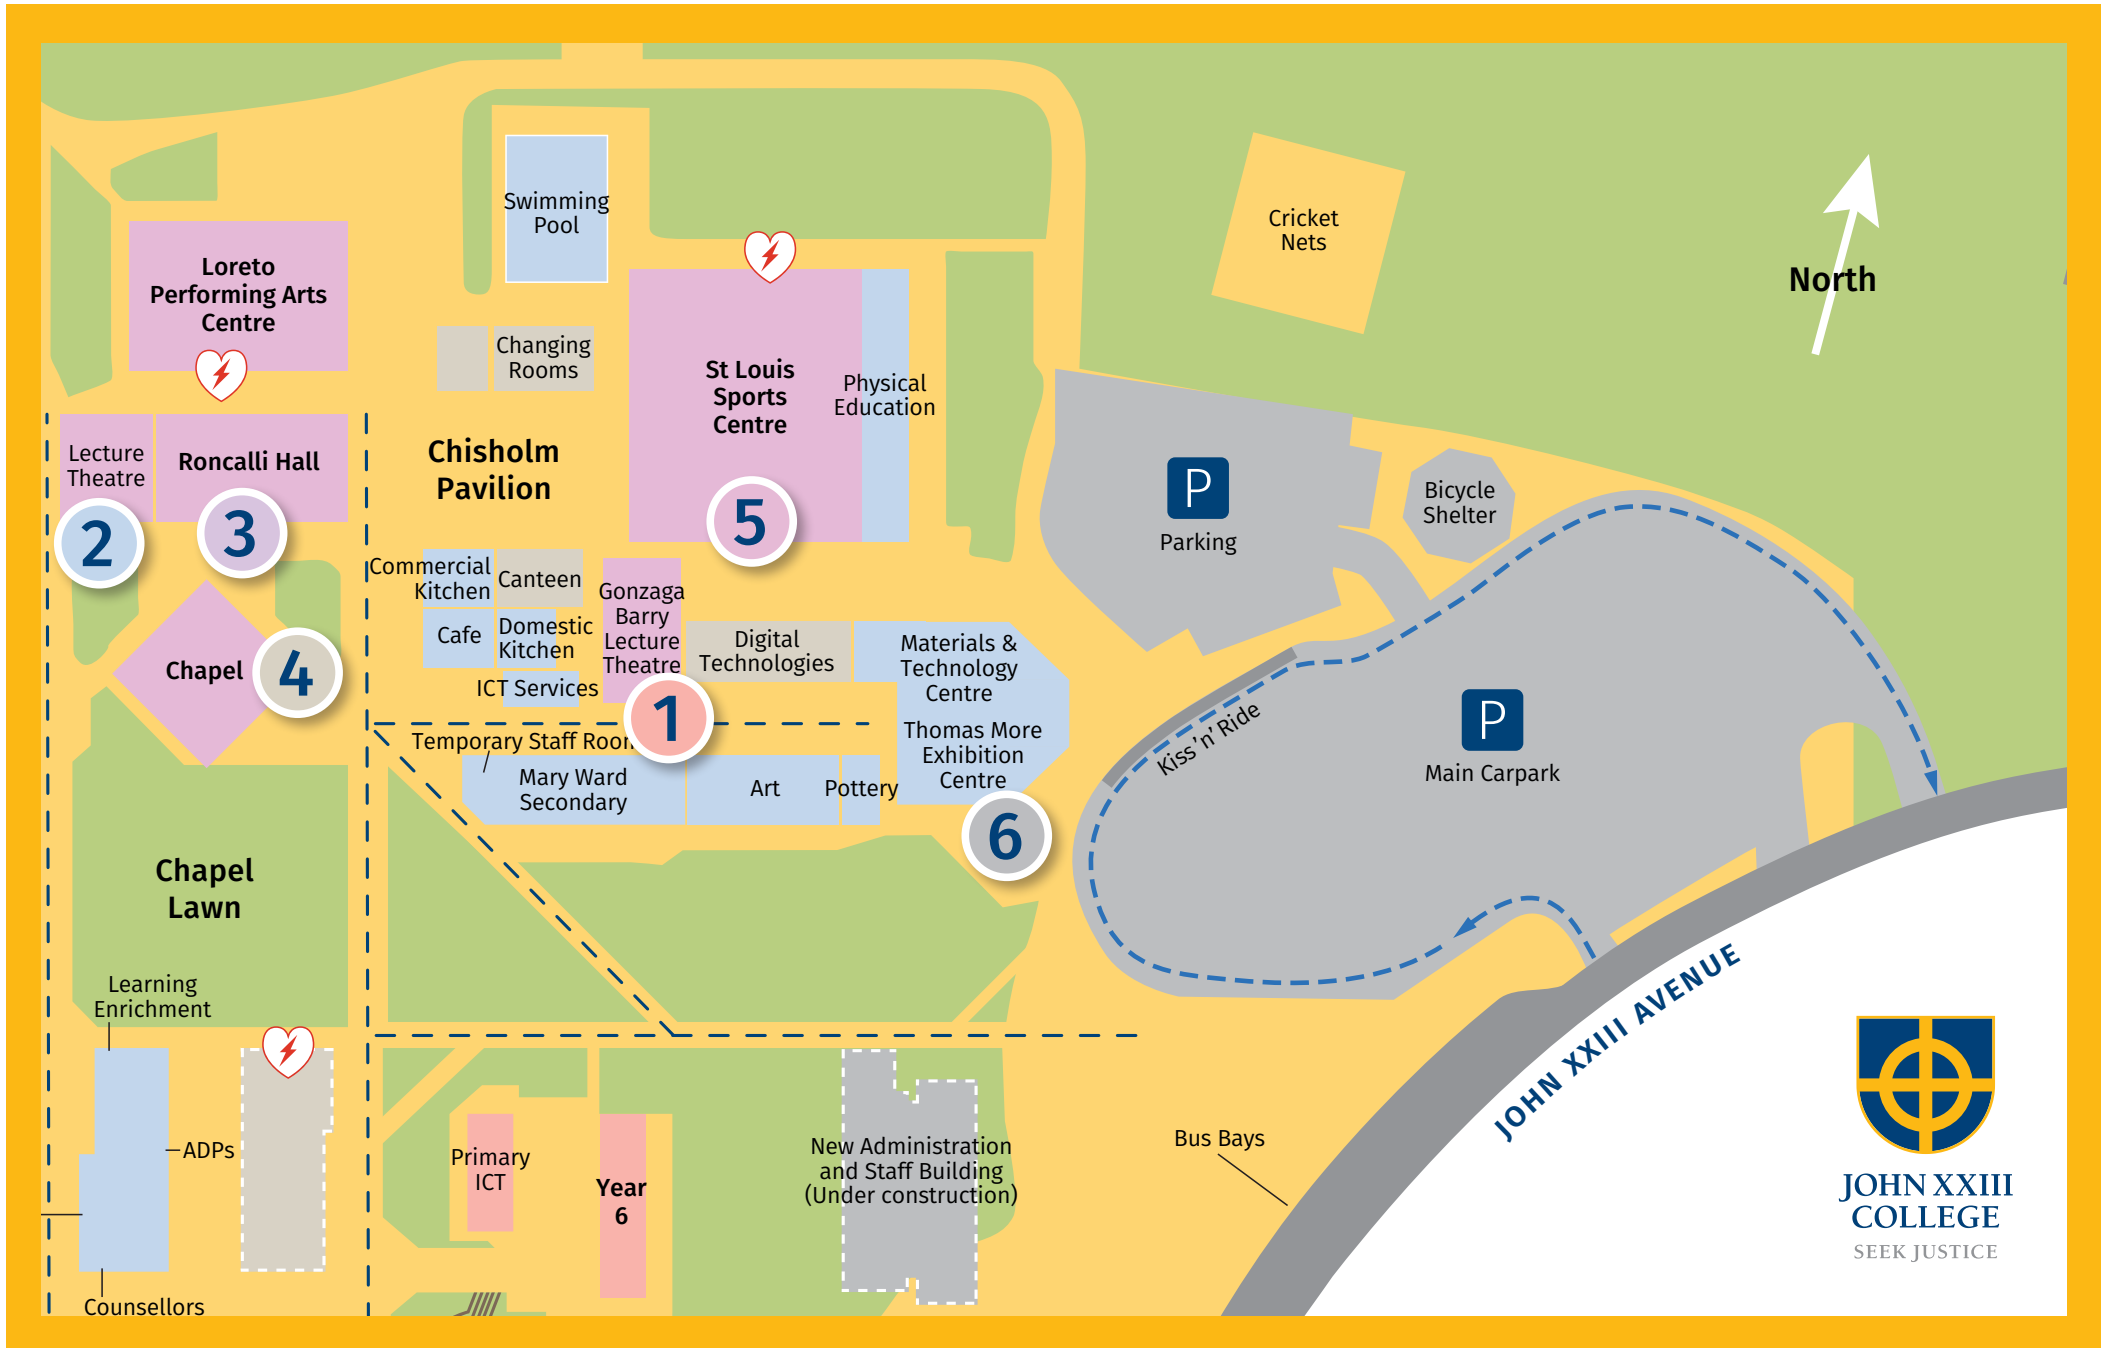 Swimming
Pool
Cricket
Nets
North
Loreto
Performing Arts
Centre
Changing
Rooms
St Louis
Sports
Centre
Physical
Education
Lecture
Theatre
Roncalli Hall
Chisholm
Pavilion
P
Parking
Bicycle
Shelter
2
3
5
Commercial
Kitchen
Canteen
Gonzaga
Barry
Lecture
Theatre
Cafe
Domestic
Kitchen
Digital
Technologies
Materials &
Technology
Centre
Chapel
4
ICT Services
1
Temporary Staff Room
Thomas More
Exhibition
Centre
Mary Ward
Secondary
Art
Pottery
6
Kiss'n'Ride
P
Main Carpark
Chapel
Lawn
Learning
Enrichment
JOHN XXIII AVENUE
ADPs
Primary
ICT
Year
6
New Administration
and Staff Building
(Under construction)
Bus Bays
Counsellors
JOHN XXIII
COLLEGE
SEEK JUSTICE